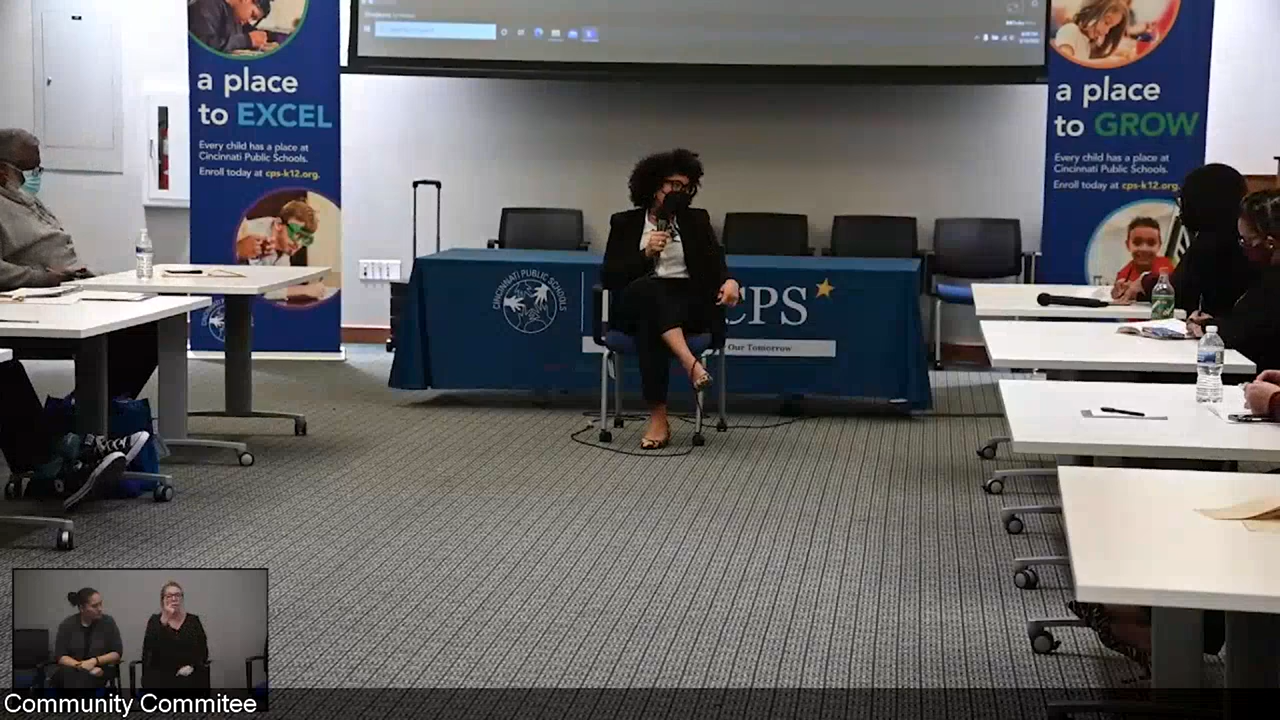 a place
to EXCEL
Every child has a place at
Cincinnati Public Schools.
Enroll today at cps-k12.org.
a place
to GROW
Every child has a place at
Cincinnati Public Schools.
Enroll today at cps-k12.org.
CINCINNATI PUBLIC SCHOOLS
CPS
Our Tomorrow
Community Commitee